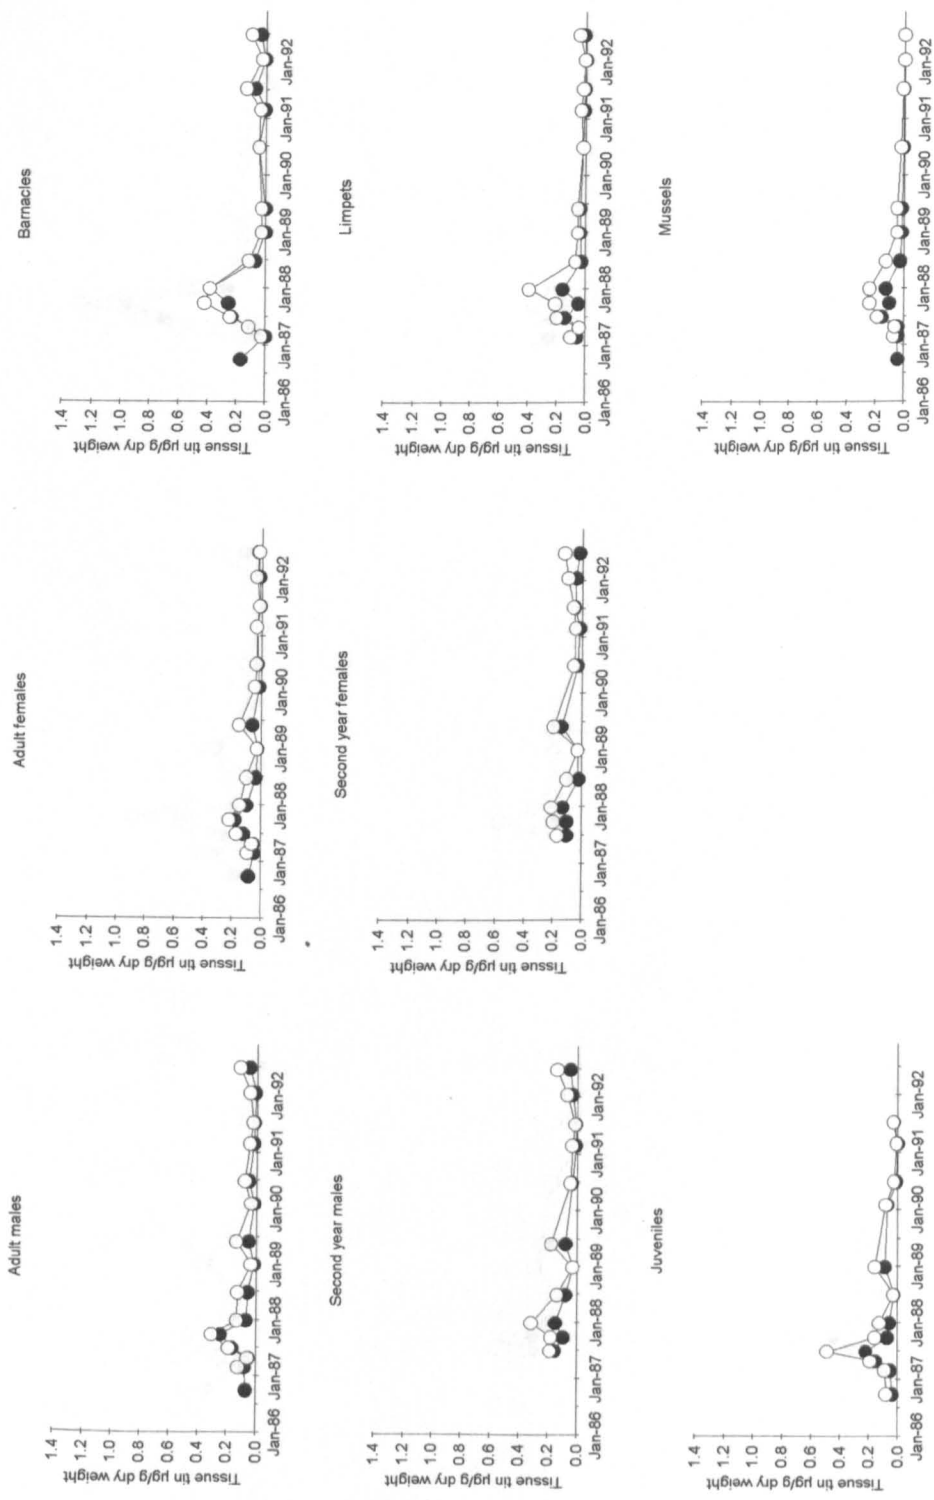 Adult males
Tissue tin µg/g dry weight
1.4
1.2
1.0
0.8
0.6
0.4
0.2
0.0
Jan-86 Jan-87 Jan-88 Jan-89 Jan-90 Jan-91 Jan-92
Adult females
Tissue tin µg/g dry weight
1.4
1.2
1.0
0.8
0.6
0.4
0.2
0.0
Jan-86 Jan-87 Jan-88 Jan-89 Jan-90 Jan-91 Jan-92
Barnacles
Tissue tin µg/g dry weight
1.4
1.2
1.0
0.8
0.6
0.4
0.2
0.0
Jan-86 Jan-87 Jan-88 Jan-89 Jan-90 Jan-91 Jan-92
Second year males
Tissue tin µg/g dry weight
1.4
1.2
1.0
0.8
0.6
0.4
0.2
0.0
Jan-86 Jan-87 Jan-88 Jan-89 Jan-90 Jan-91 Jan-92
Second year females
Tissue tin µg/g dry weight
1.4
1.2
1.0
0.8
0.6
0.4
0.2
0.0
Jan-86 Jan-87 Jan-88 Jan-89 Jan-90 Jan-91 Jan-92
Limpets
Tissue tin µg/g dry weight
1.4
1.2
1.0
0.8
0.6
0.4
0.2
0.0
Jan-86 Jan-87 Jan-88 Jan-89 Jan-90 Jan-91 Jan-92
Juveniles
Tissue tin µg/g dry weight
1.4
1.2
1.0
0.8
0.6
0.4
0.2
0.0
Jan-86 Jan-87 Jan-88 Jan-89 Jan-90 Jan-91 Jan-92
Mussels
Tissue tin µg/g dry weight
1.4
1.2
1.0
0.8
0.6
0.4
0.2
0.0
Jan-86 Jan-87 Jan-88 Jan-89 Jan-90 Jan-91 Jan-92